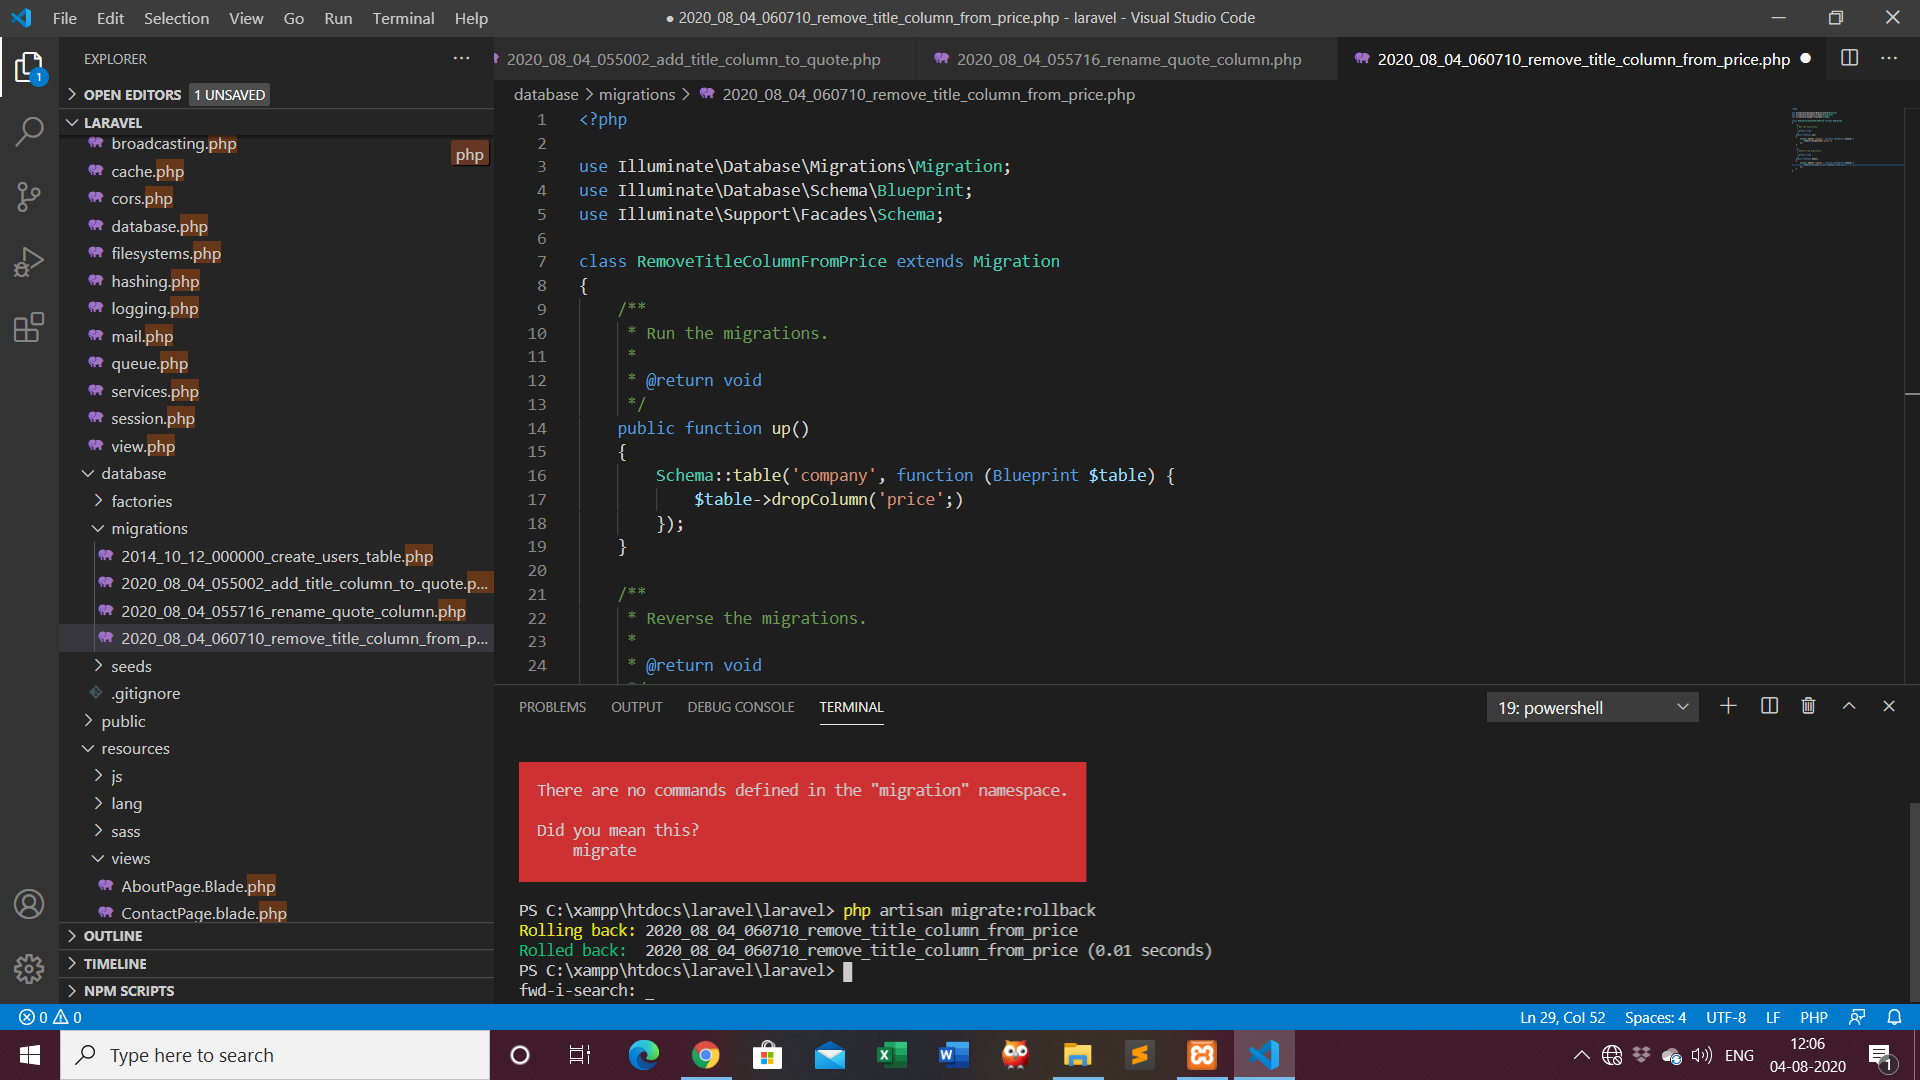 File Edit Selection View Go Run Terminal Help
● 2020_08_04_060710_remove_title_column_from_price.php - laravel - Visual Studio Code
EXPLORER
2020_08_04_055002_add_title_column_to_quote.php
2020_08_04_055716_rename_quote_column.php
2020_08_04_060710_remove_title_column_from_price.php
1
OPEN EDITORS 1 UNSAVED
LARAVEL
php
broadcasting.php
cache.php
cors.php
database.php
filesystems.php
hashing.php
logging.php
mail.php
queue.php
services.php
session.php
view.php
database
factories
migrations
2014_10_12_000000_create_users_table.php
2020_08_04_055002_add_title_column_to_quote.p...
2020_08_04_055716_rename_quote_column.php
2020_08_04_060710_remove_title_column_from_p...
seeds
.gitignore
public
resources
js
lang
sass
views
AboutPage.Blade.php
ContactPage.blade.php
OUTLINE
TIMELINE
NPM SCRIPTS
database > migrations > 2020_08_04_060710_remove_title_column_from_price.php
1 <?php
2
3 use Illuminate\Database\Migrations\Migration;
4 use Illuminate\Database\Schema\Blueprint;
5 use Illuminate\Support\Facades\Schema;
6
7 class RemoveTitleColumnFromPrice extends Migration
8 {
9 /**
10 * Run the migrations.
11 *
12 * @return void
13 */
14 public function up()
15 {
16 Schema::table('company', function (Blueprint $table) {
17 $table->dropColumn('price';)
18 });
19 }
20
21 /**
22 * Reverse the migrations.
23 *
24 * @return void
PROBLEMS OUTPUT DEBUG CONSOLE TERMINAL
19: powershell
There are no commands defined in the "migration" namespace.
Did you mean this?
migrate
PS C:\xampp\htdocs\laravel\laravel> php artisan migrate:rollback
Rolling back: 2020_08_04_060710_remove_title_column_from_price
Rolled back: 2020_08_04_060710_remove_title_column_from_price (0.01 seconds)
PS C:\xampp\htdocs\laravel\laravel>
fwd-i-search: _
0 0
Ln 29, Col 52 Spaces: 4 UTF-8 LF PHP
Type here to search
ENG
12:06
04-08-2020
1